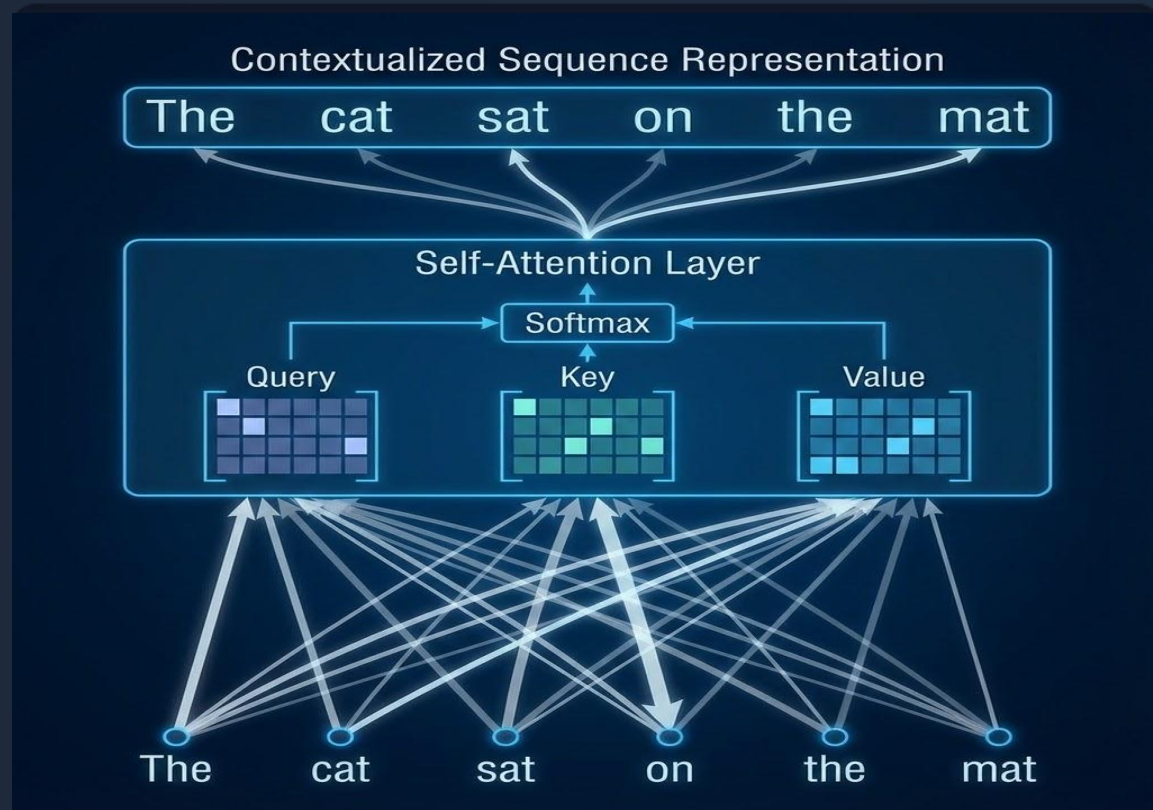 Contextualized Sequence Representation
The cat sat on the mat
Self-Attention Layer
Softmax
Query Key Value
The cat sat on the mat